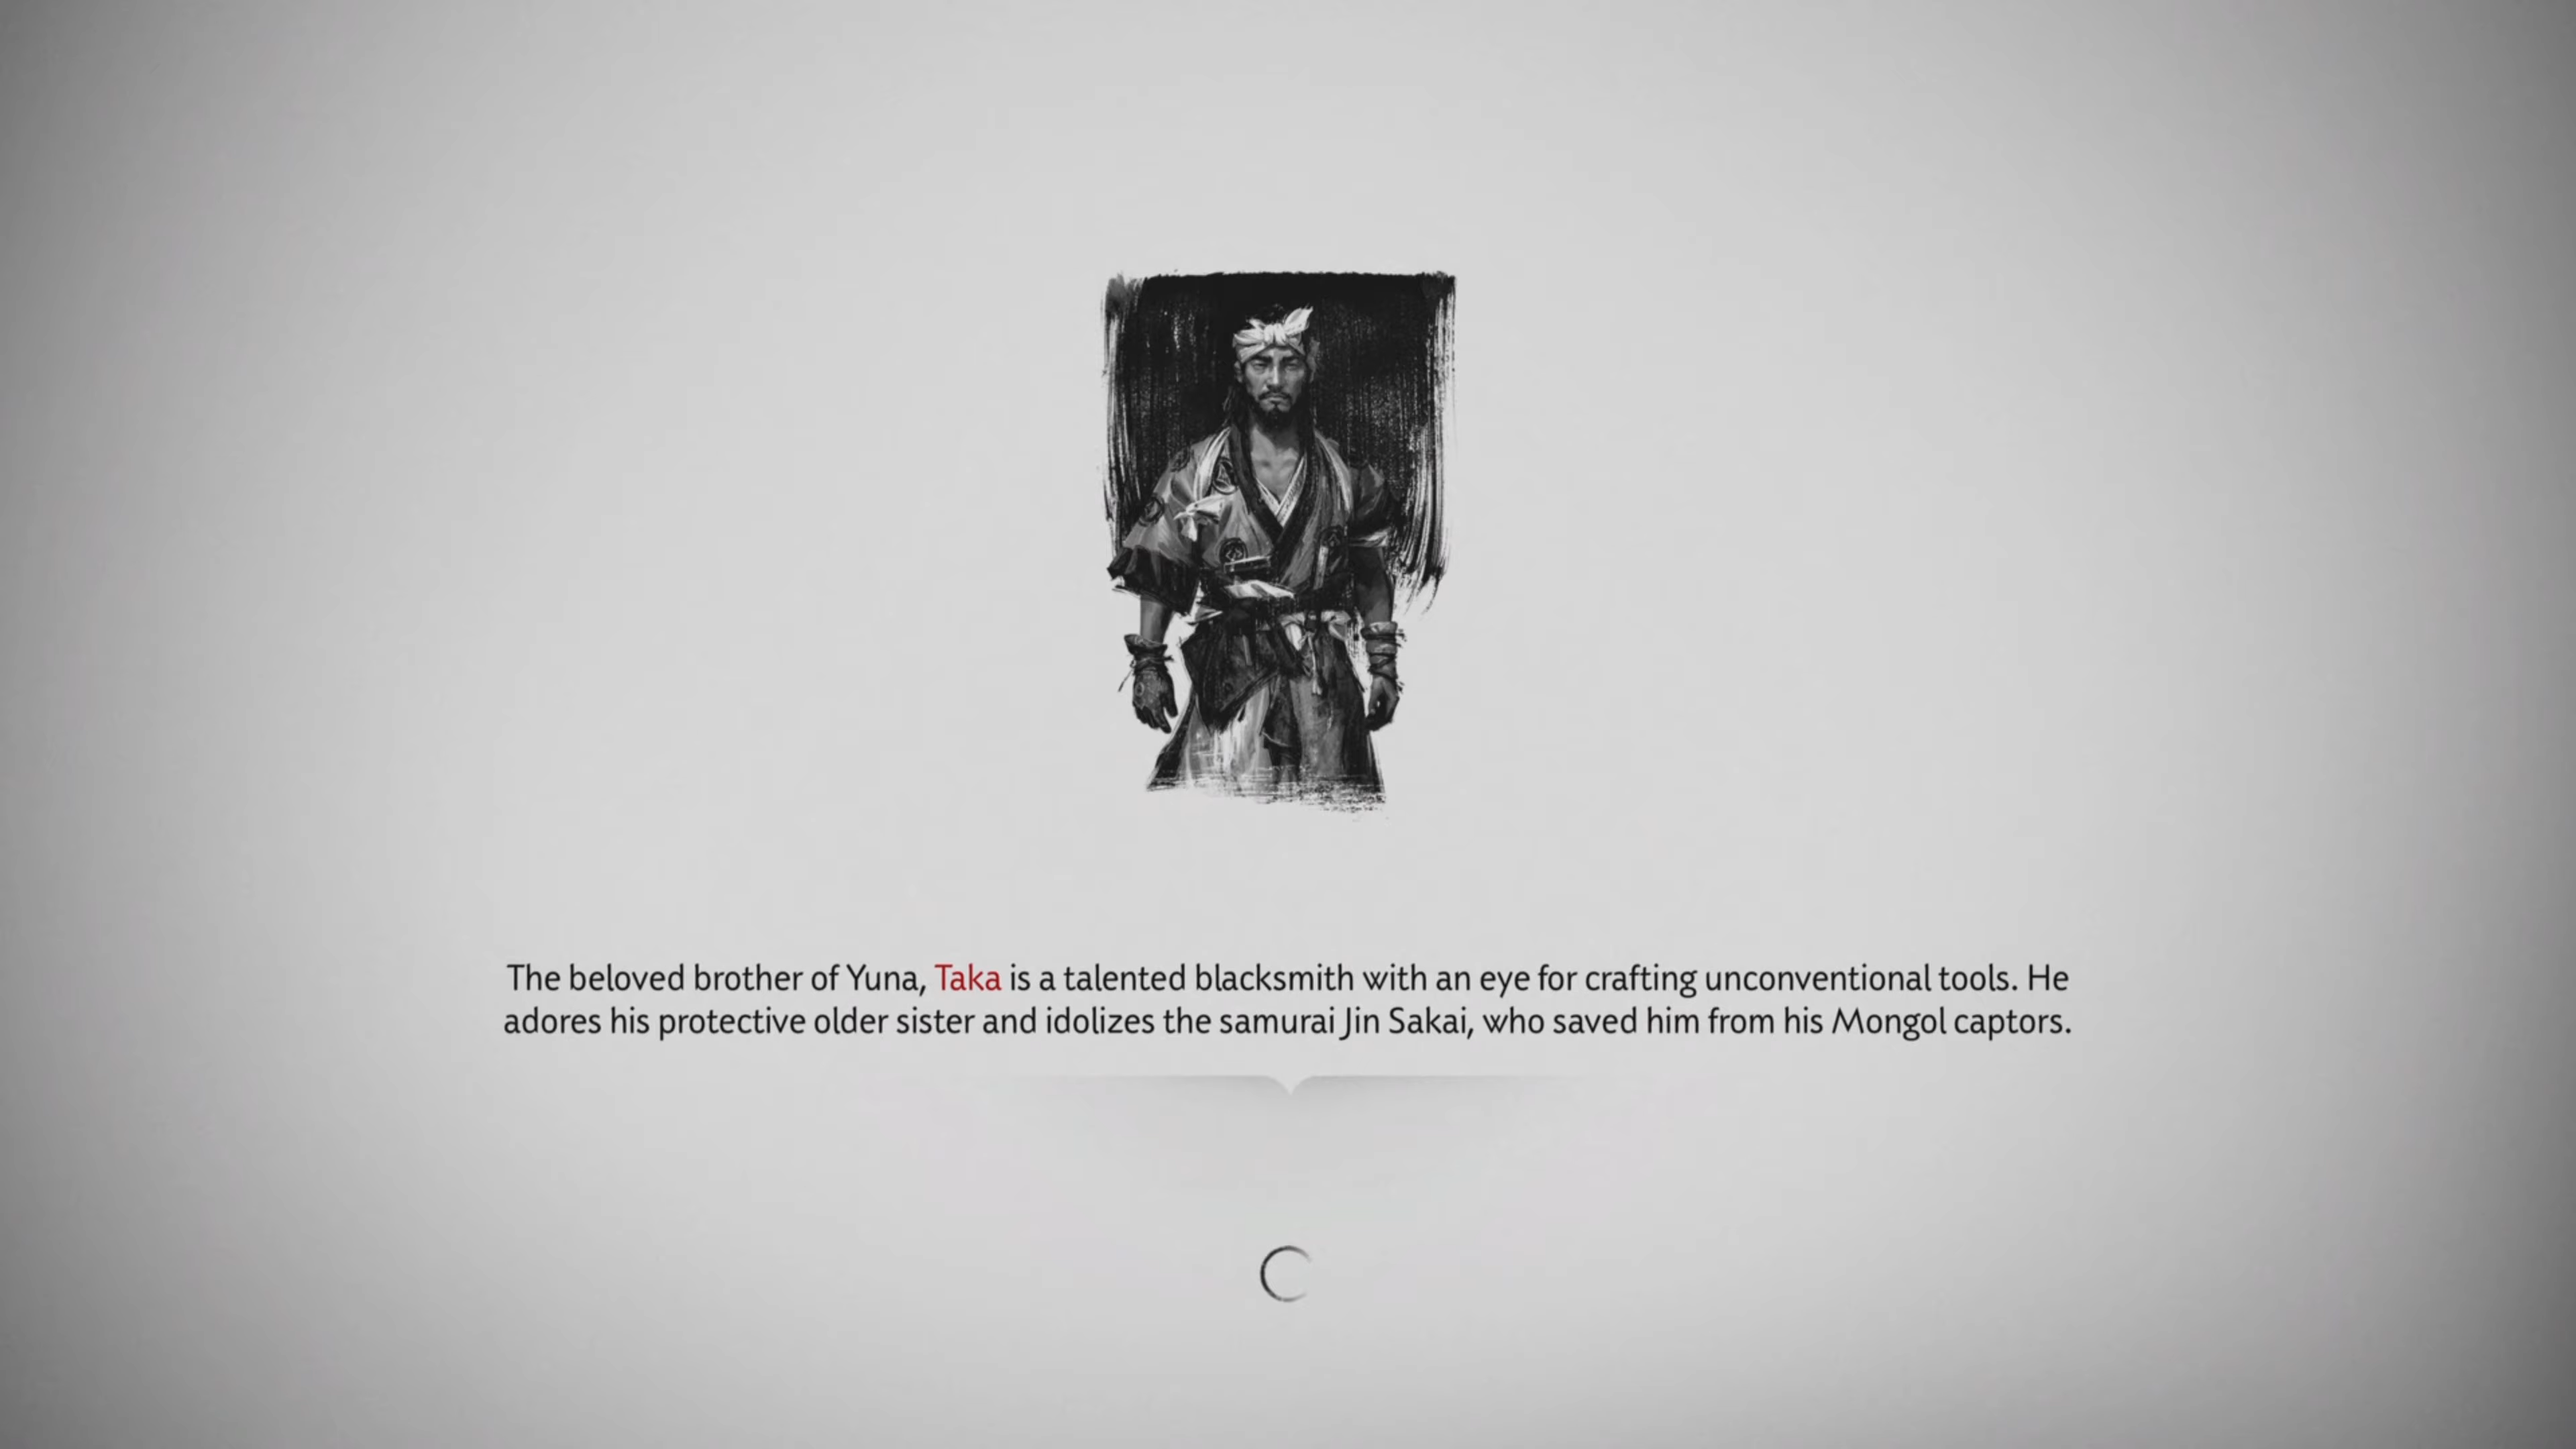 The beloved brother of Yuna, Taka is a talented blacksmith with an eye for crafting unconventional tools. He
adores his protective older sister and idolizes the samurai Jin Sakai, who saved him from his Mongol captors.